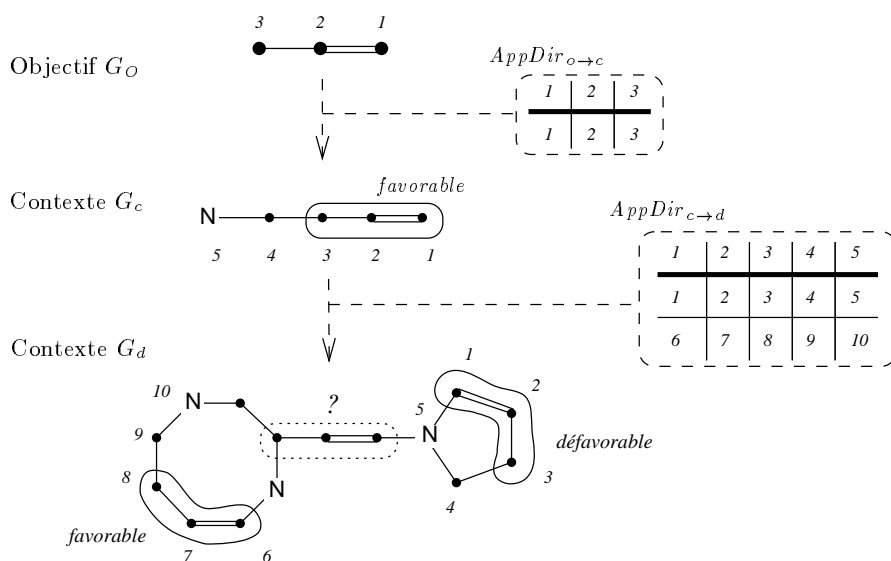 3 2 1
Objectif G_O
AppDir_{o→c}
1 2 3
1 2 3
Contexte G_c
favorable
N
5 4 3 2 1
AppDir_{c→d}
1 2 3 4 5
1 2 3 4 5
6 7 8 9 10
Contexte G_d
1
10 N ? 2
9 5 N défavorable
8 N 4 3
favorable
7 6